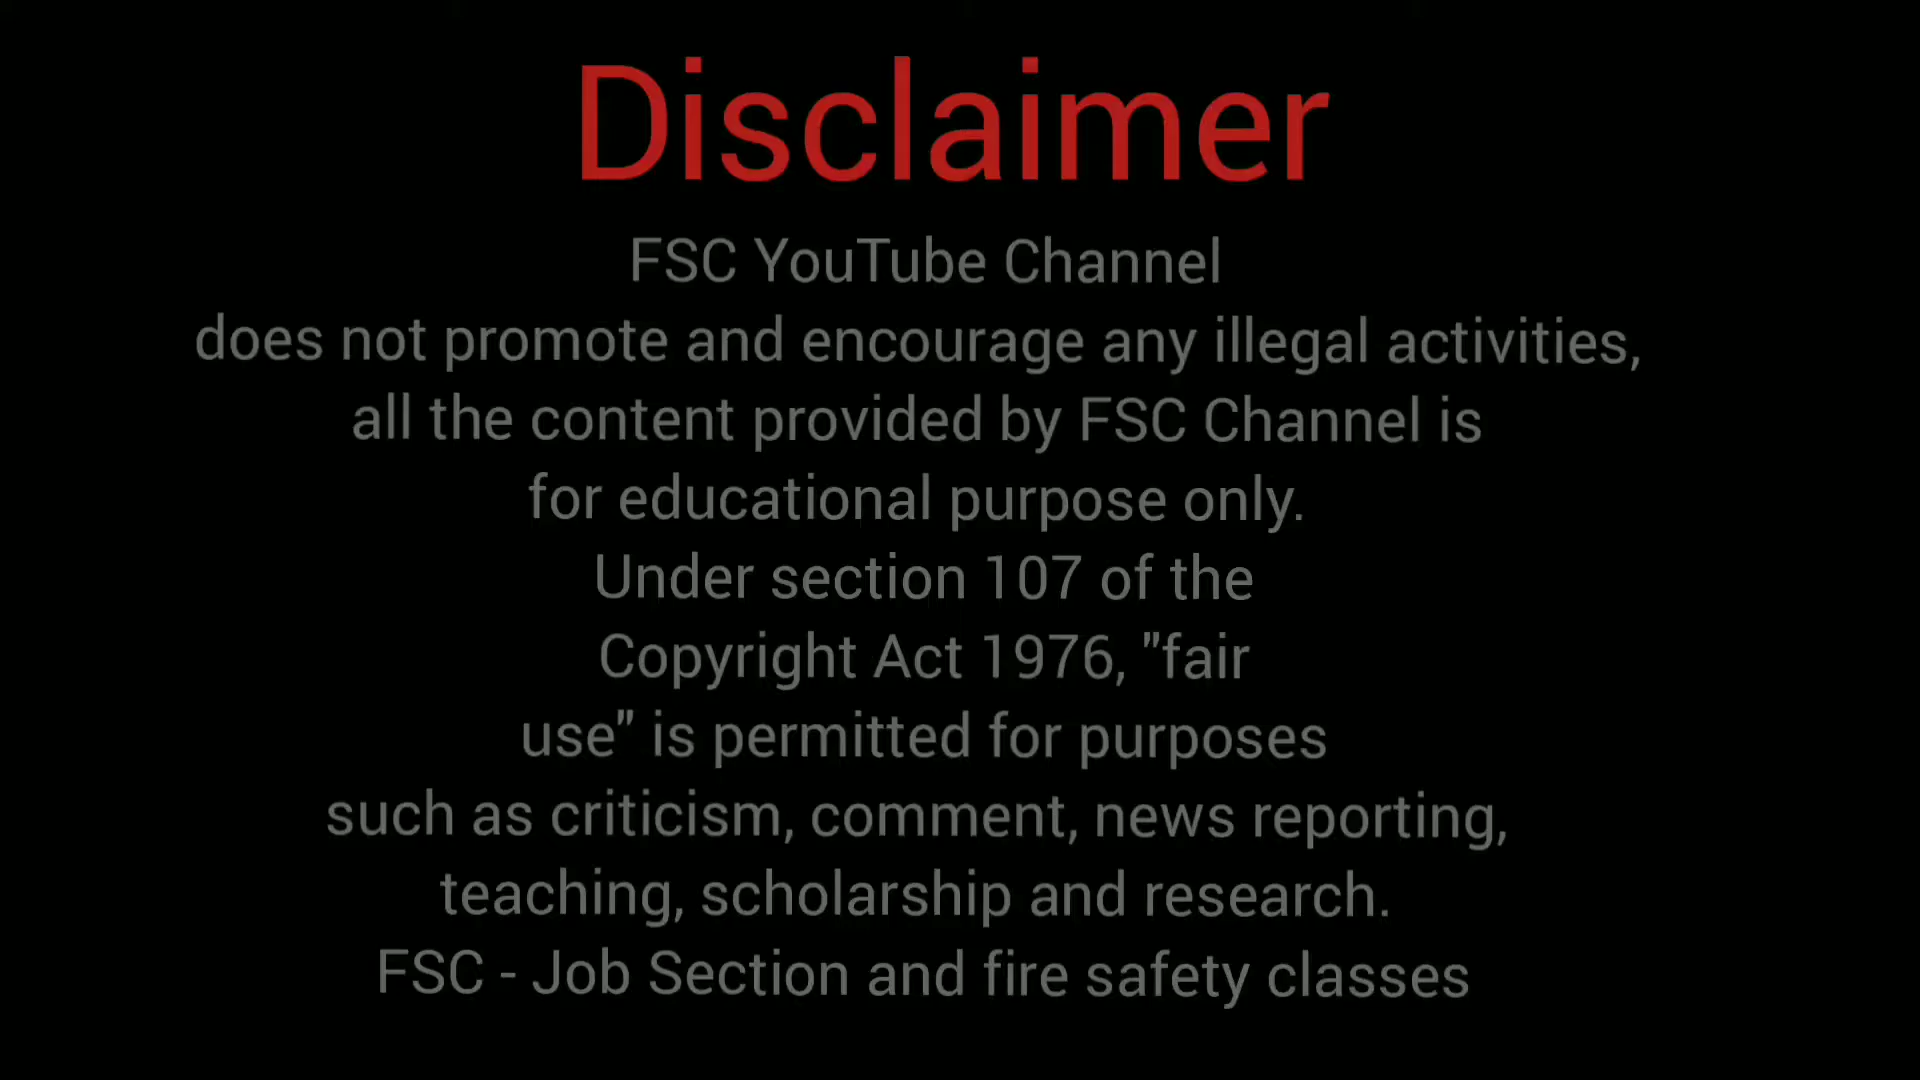 Disclaimer
FSC YouTube Channel
does not promote and encourage any illegal activities,
all the content provided by FSC Channel is
for educational purpose only.
Under section 107 of the
Copyright Act 1976, "fair
use" is permitted for purposes
such as criticism, comment, news reporting,
teaching, scholarship and research.
FSC - Job Section and fire safety classes